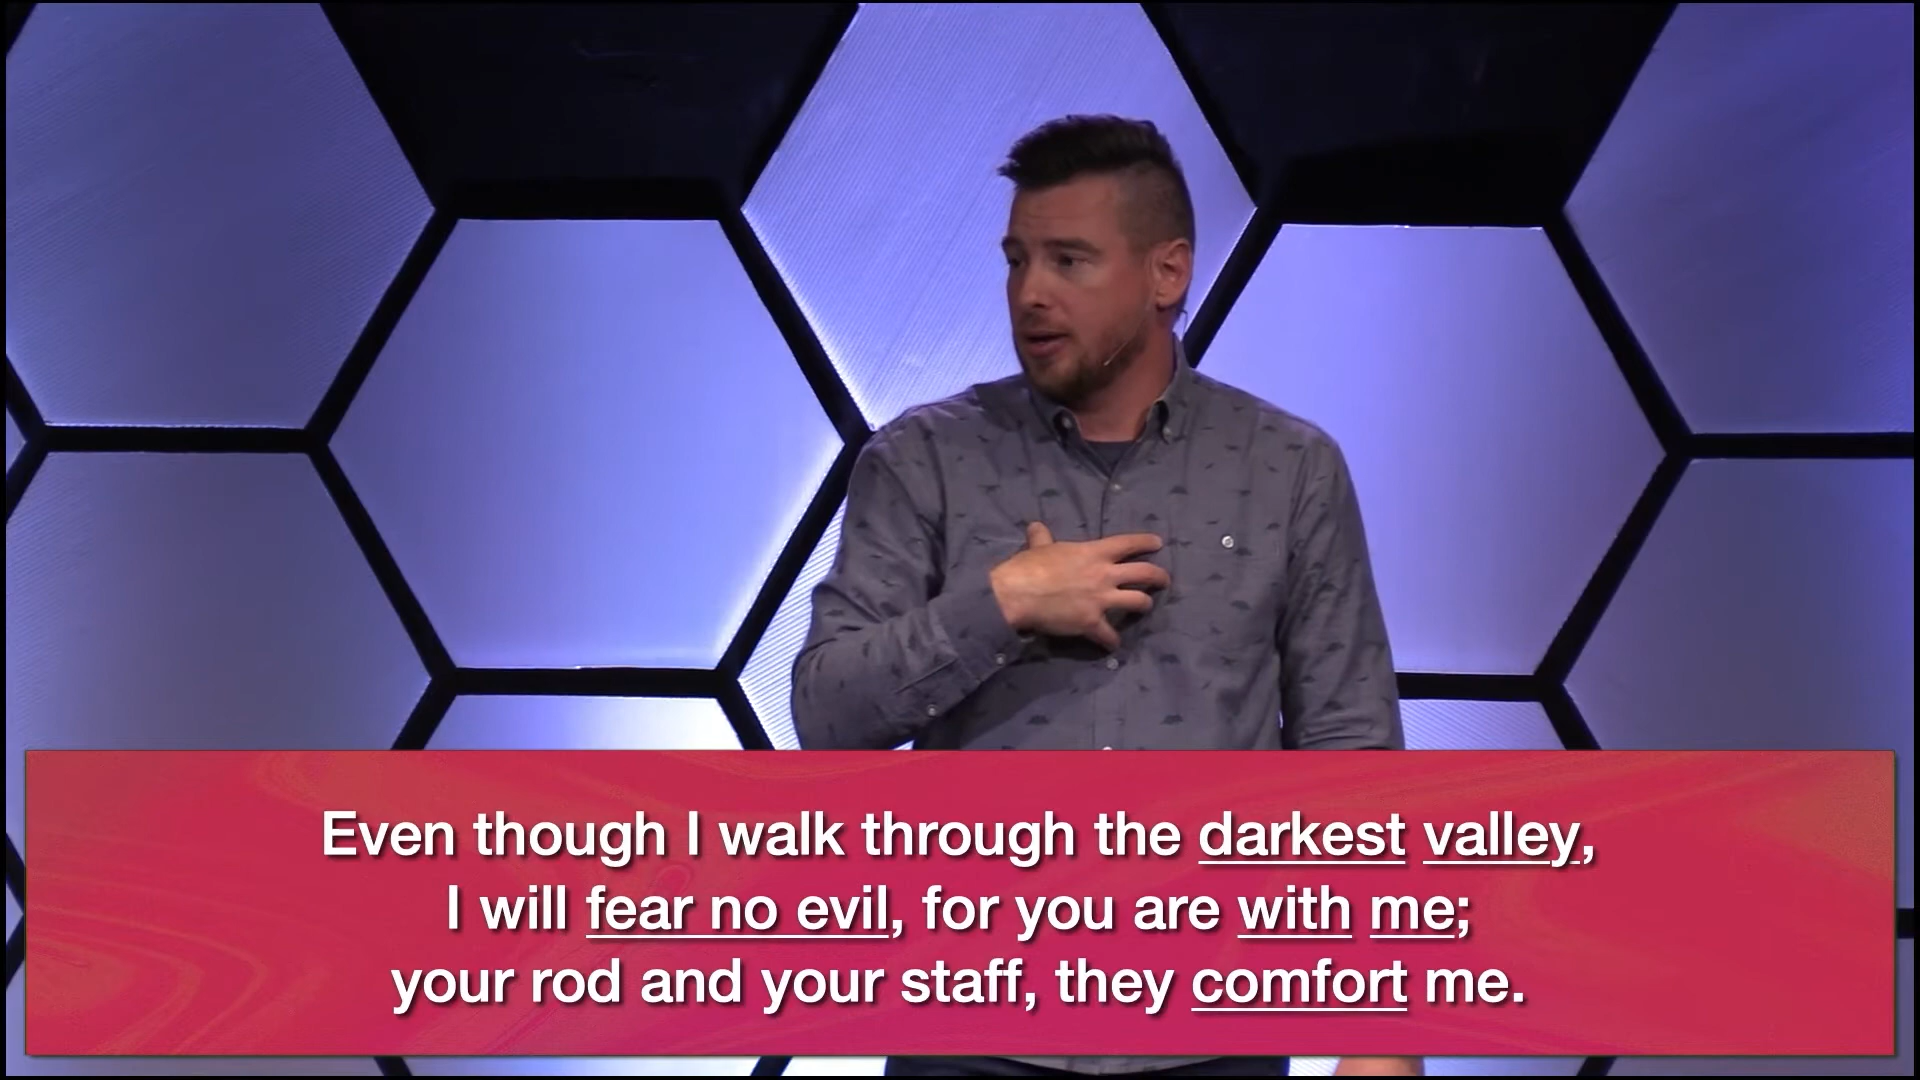 Even though I walk through the darkest valley,
I will fear no evil, for you are with me;
your rod and your staff, they comfort me.